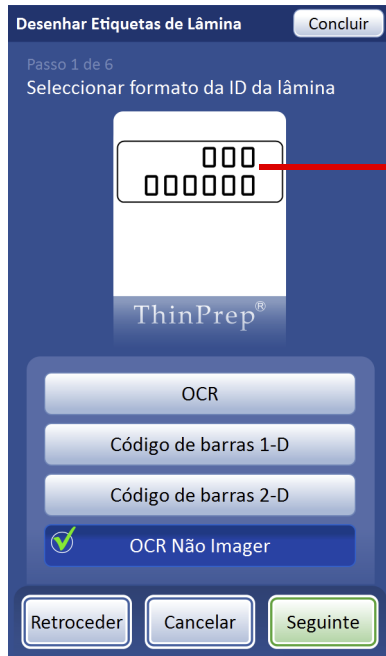 Desenhar Etiquetas de Lâmina Concluir
Passo 1 de 6
Seleccionar formato da ID da lâmina
000
000000
ThinPrep®
OCR
Código de barras 1-D
Código de barras 2-D
OCR Não Imager
Retroceder Cancelar Seguinte